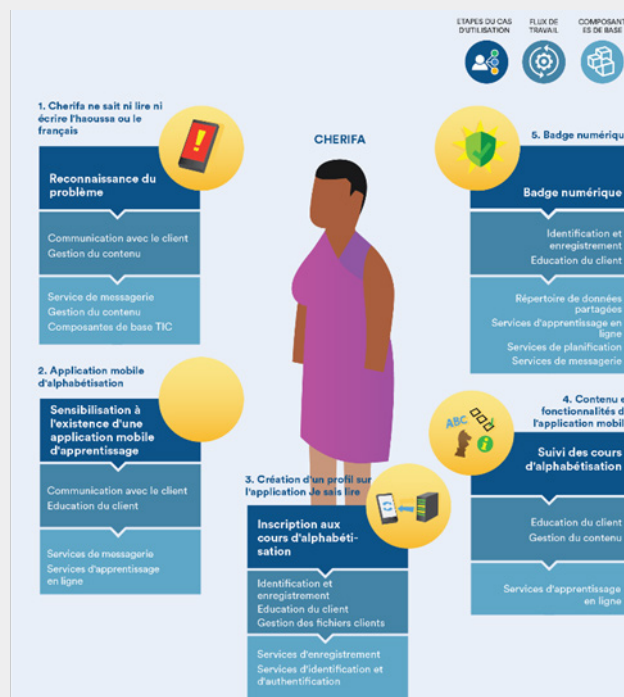 ETAPES DU CAS
D'UTILISATION
FLUX DE
TRAVAIL
COMPOSANT
ES DE BASE
1. Cherifa ne sait ni lire ni
écrire l'haoussa ou le
français
Reconnaissance du
problème
Communication avec le client
Gestion du contenu
Service de messagerie
Gestion du contenu
Composantes de base TIC
2. Application mobile
d'alphabétisation
Sensibilisation à
l'existence d'une
application mobile
d'apprentissage
Communication avec le client
Education du client
Services de messagerie
Services d'apprentissage
en ligne
CHERIFA
3. Création d'un profil sur
l'application Je sais lire
Inscription aux
cours d'alphabéti-
sation
Identification et
enregistrement
Education du client
Gestion des fichiers clients
Services d'enregistrement
Services d'identification et
d'authentification
4. Contenu e
fonctionnalités d
l'application mobil
ABC
Suivi des cours
d'alphabétisation
Education du client
Gestion du contenu
Services d'apprentissage
en ligne
5. Badge numériqu
Badge numérique
Identification et
enregistrement
Education du client
Répertoire de données
partagées
Services d'apprentissage en
ligne
Services de planification
Services de messagerie